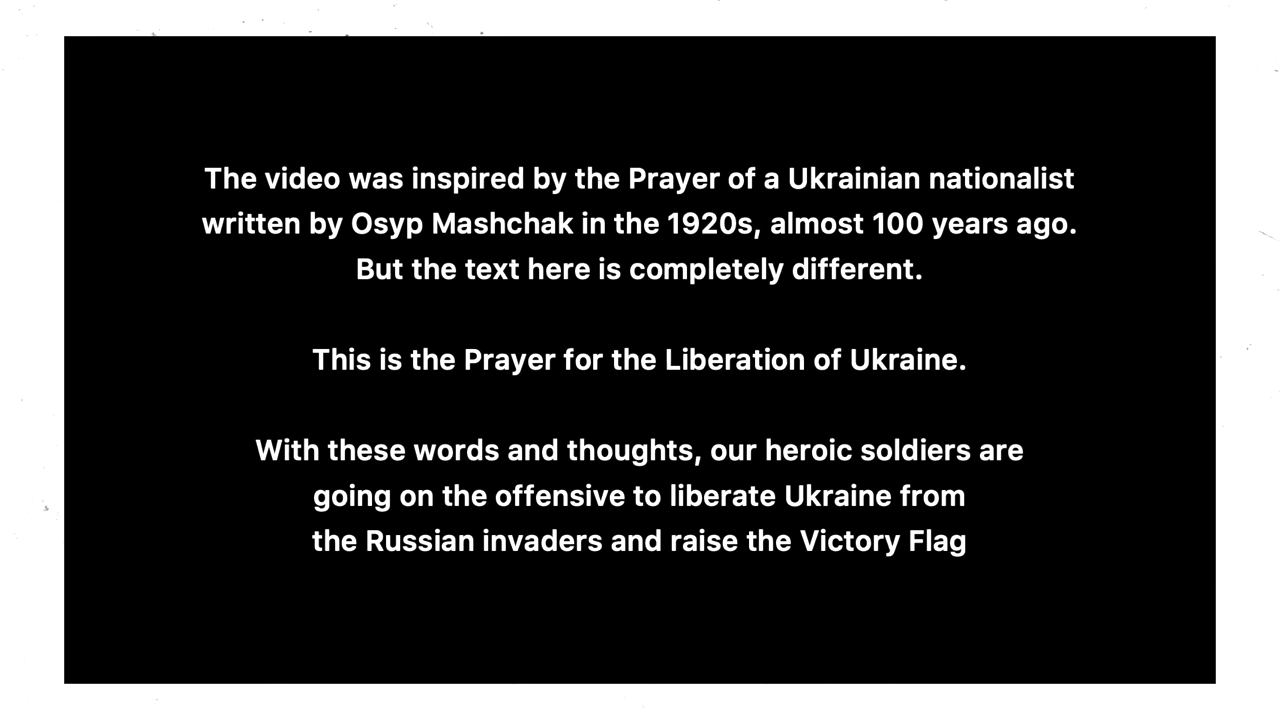 The video was inspired by the Prayer of a Ukrainian nationalist
written by Osyp Mashchak in the 1920s, almost 100 years ago.
But the text here is completely different.
This is the Prayer for the Liberation of Ukraine.
With these words and thoughts, our heroic soldiers are
going on the offensive to liberate Ukraine from
the Russian invaders and raise the Victory Flag